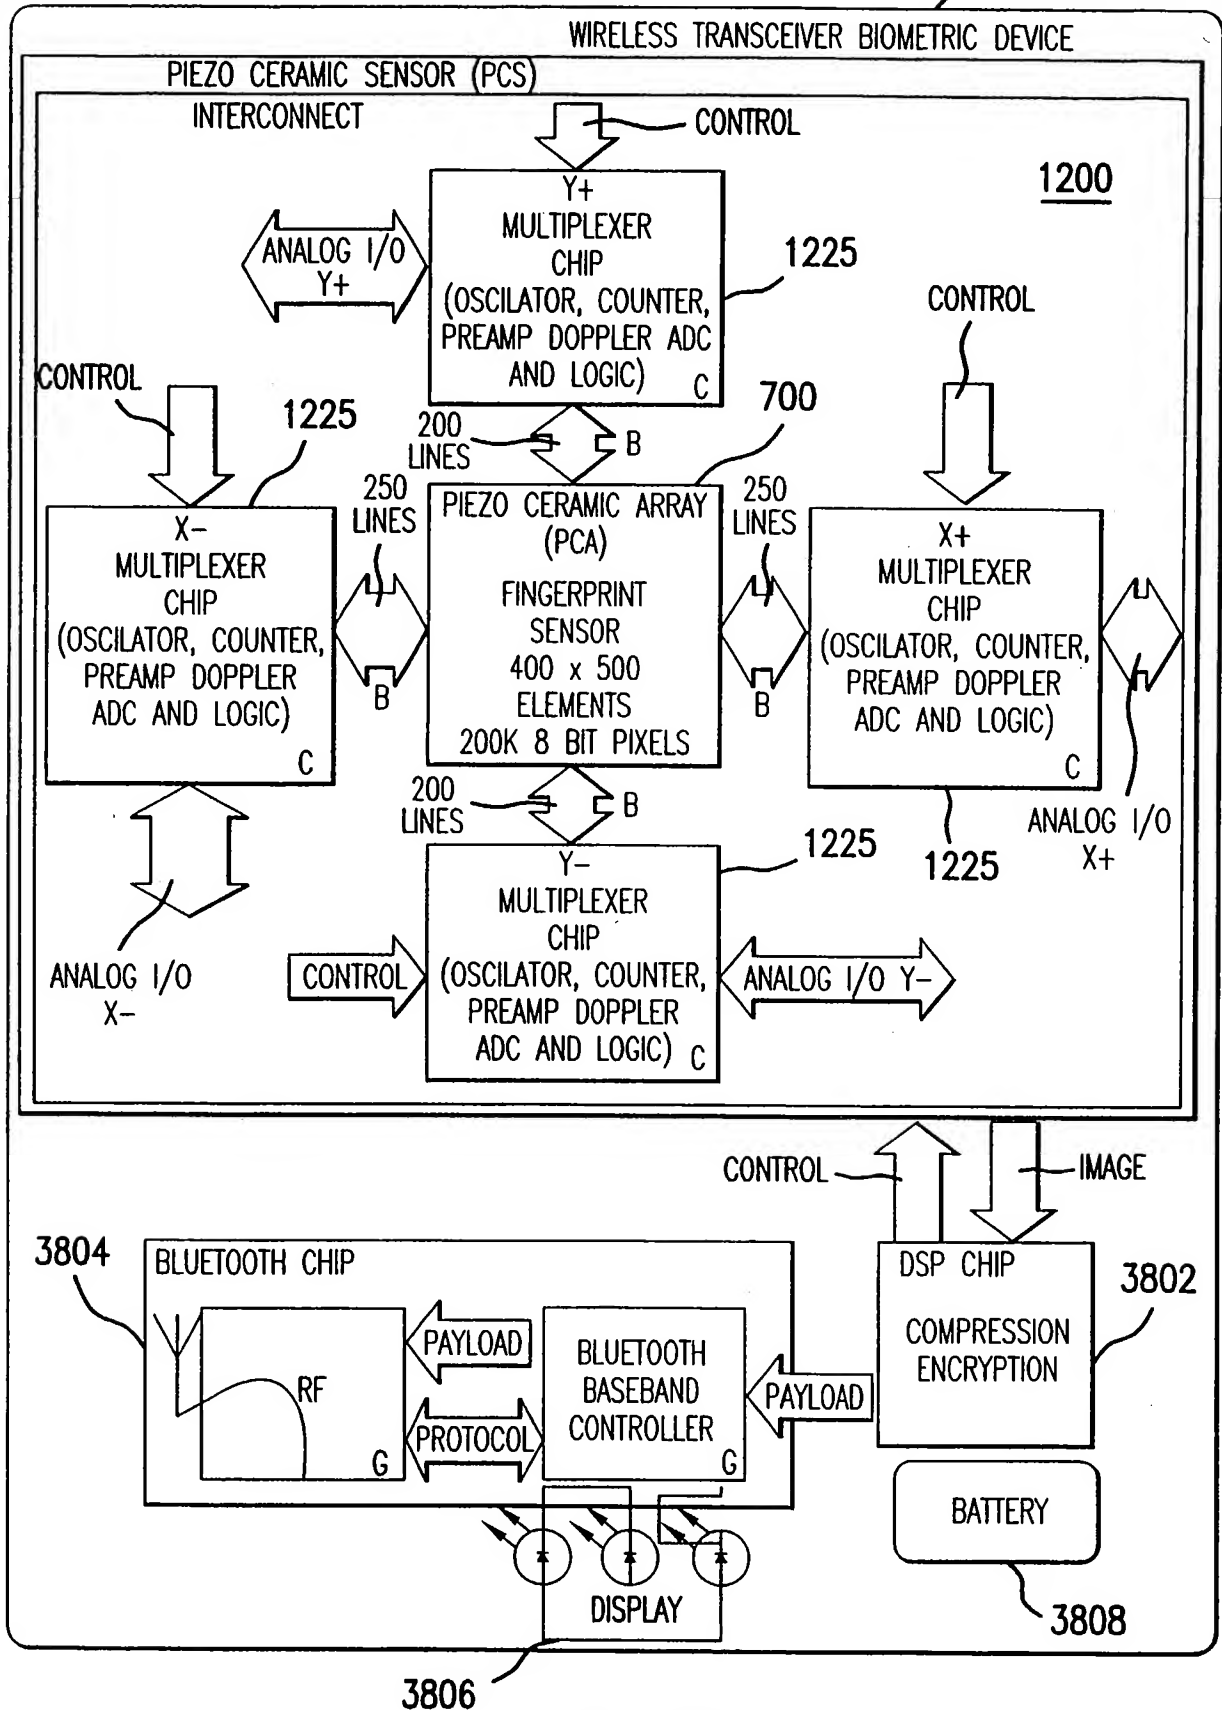 WIRELESS TRANSCEIVER BIOMETRIC DEVICE
PIEZO CERAMIC SENSOR (PCS)
INTERCONNECT
CONTROL
1200
Y+
MULTIPLEXER
CHIP
(OSCILATOR, COUNTER,
PREAMP DOPPLER ADC
AND LOGIC)
C
ANALOG I/O
Y+
1225
CONTROL
CONTROL
1225
200
LINES
B
700
250
LINES
B
PIEZO CERAMIC ARRAY
(PCA)
FINGERPRINT
SENSOR
400 x 500
ELEMENTS
200K 8 BIT PIXELS
250
LINES
B
X-
MULTIPLEXER
CHIP
(OSCILATOR, COUNTER,
PREAMP DOPPLER
ADC AND LOGIC)
C
X+
MULTIPLEXER
CHIP
(OSCILATOR, COUNTER,
PREAMP DOPPLER
ADC AND LOGIC)
C
200
LINES
B
1225
1225
ANALOG I/O
X+
Y-
MULTIPLEXER
CHIP
(OSCILATOR, COUNTER,
PREAMP DOPPLER
ADC AND LOGIC)
C
ANALOG I/O
X-
CONTROL
ANALOG I/O Y-
CONTROL
IMAGE
3804
BLUETOOTH CHIP
RF
G
PAYLOAD
PROTOCOL
BLUETOOTH
BASEBAND
CONTROLLER
G
PAYLOAD
DSP CHIP
COMPRESSION
ENCRYPTION
3802
BATTERY
3808
DISPLAY
3806